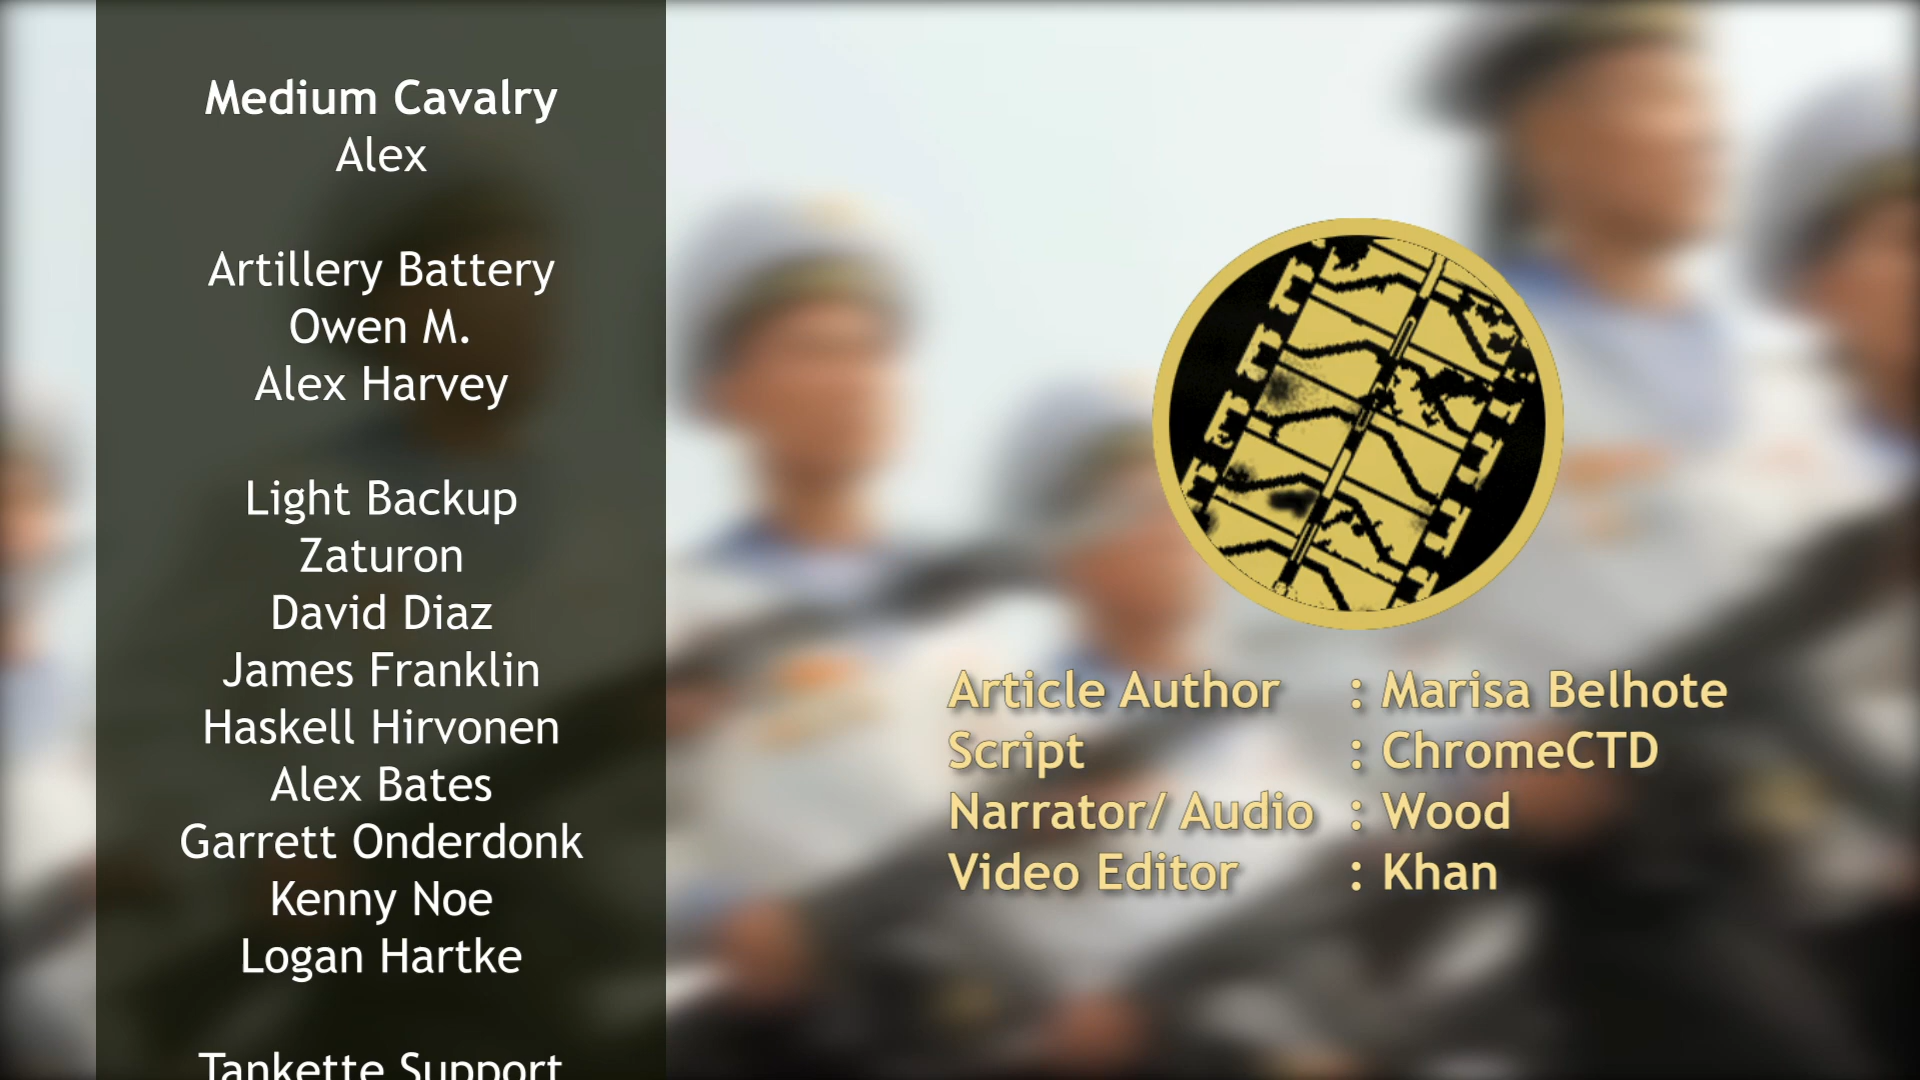 Medium Cavalry
Alex
Artillery Battery
Owen M.
Alex Harvey
Light Backup
Zaturon
David Diaz
James Franklin
Haskell Hirvonen
Alex Bates
Garrett Onderdonk
Kenny Noe
Logan Hartke
Tankette Support
Article Author : Marisa Belhote
Script : ChromeCTD
Narrator/ Audio : Wood
Video Editor : Khan